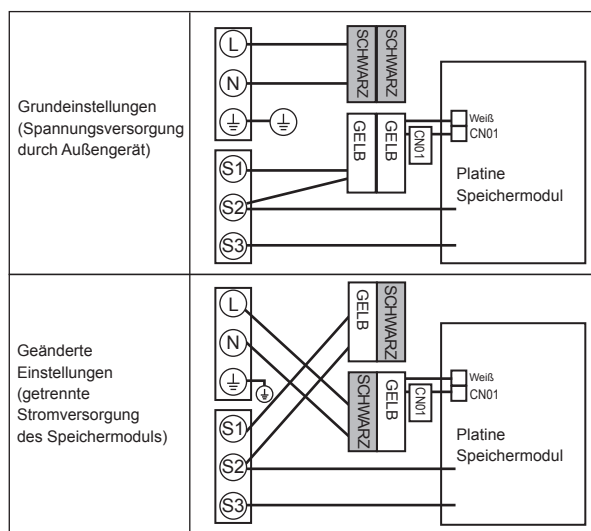 Grundeinstellungen
(Spannungsversorgung
durch Außengerät)
L
N
S1
S2
S3
SCHWARZ
SCHWARZ
GELB
GELB
CN01
Weiß
CN01
Platine
Speichermodul
Geänderte
Einstellungen
(getrennte
Stromversorgung
des Speichermoduls)
L
N
S1
S2
S3
GELB
SCHWARZ
SCHWARZ
GELB
CN01
Weiß
CN01
Platine
Speichermodul